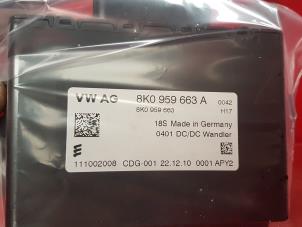 VW AG 8K0 959 663 A 0042
8K0 959 663 H17
18S Made in Germany
0401 DC/DC Wandler
111002008 CDG-001 22.12.10 0001 APY2